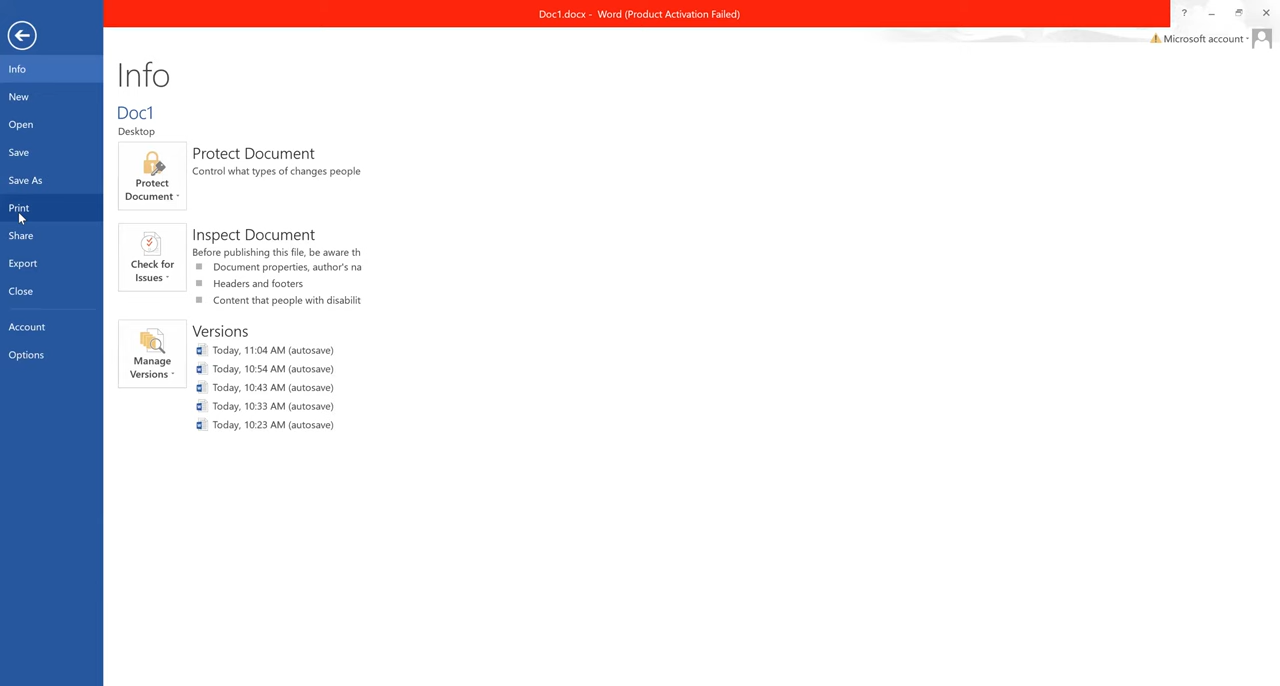 Doc1.docx - Word (Product Activation Failed)
?
Microsoft account
Info
New
Open
Save
Save As
Print
Share
Export
Close
Account
Options
Info
Doc1
Desktop
Protect
Document
Protect Document
Control what types of changes people
Check for
Issues
Inspect Document
Before publishing this file, be aware th
Document properties, author's na
Headers and footers
Content that people with disabilit
Manage
Versions
Versions
Today, 11:04 AM (autosave)
Today, 10:54 AM (autosave)
Today, 10:43 AM (autosave)
Today, 10:33 AM (autosave)
Today, 10:23 AM (autosave)